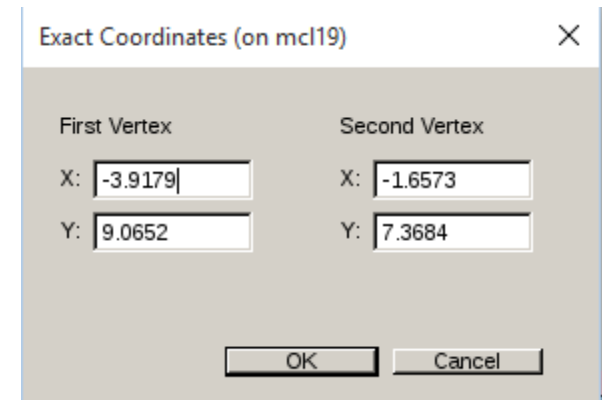 Exact Coordinates (on mcl19)
First Vertex Second Vertex
X: -3.9179 X: -1.6573
Y: 9.0652 Y: 7.3684
OK Cancel